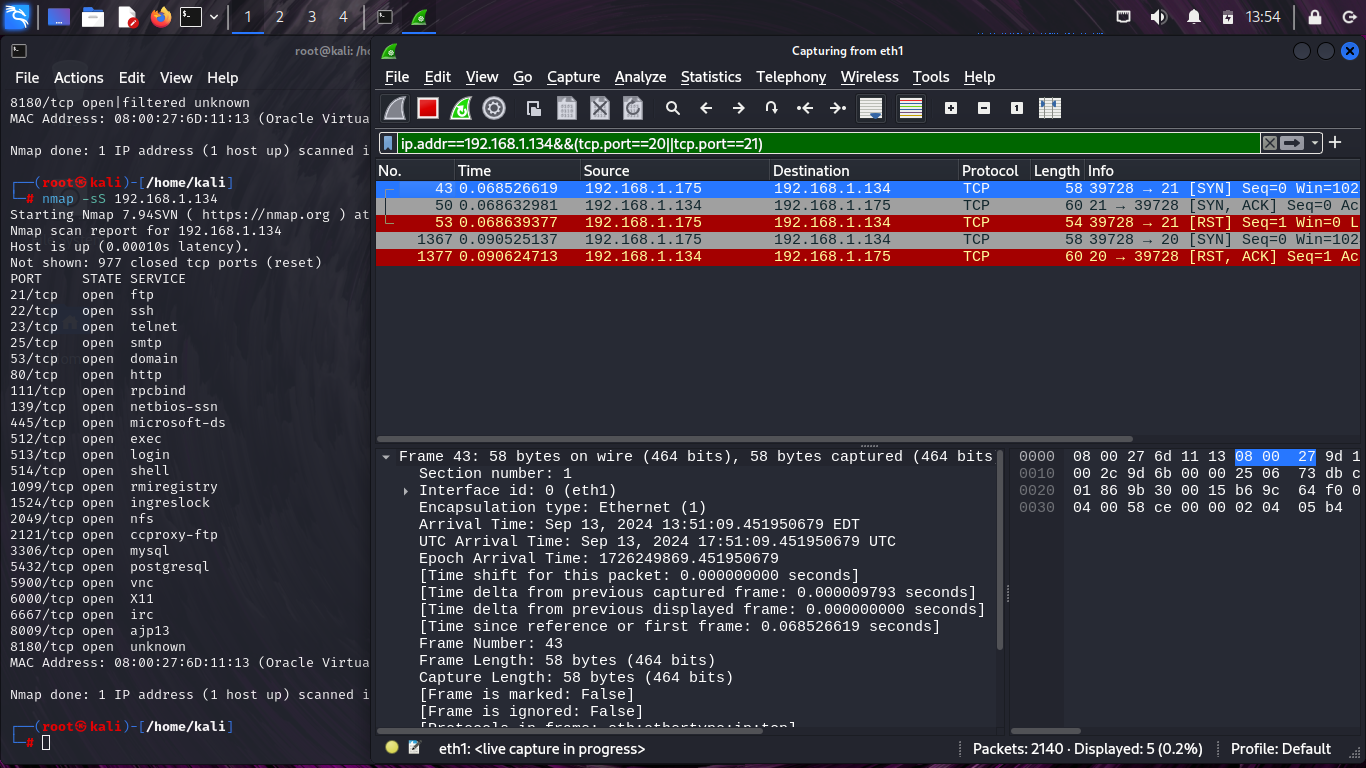 1 2 3 4
13:54
root@kali: /h
File Actions Edit View Help
8180/tcp open|filtered unknown
MAC Address: 08:00:27:6D:11:13 (Oracle Virtua
Nmap done: 1 IP address (1 host up) scanned i
(root㉿kali)-[/home/kali]
# nmap -sS 192.168.1.134
Starting Nmap 7.94SVN ( https://nmap.org ) at
Nmap scan report for 192.168.1.134
Host is up (0.00010s latency).
Not shown: 977 closed tcp ports (reset)
PORT STATE SERVICE
21/tcp open ftp
22/tcp open ssh
23/tcp open telnet
25/tcp open smtp
53/tcp open domain
80/tcp open http
111/tcp open rpcbind
139/tcp open netbios-ssn
445/tcp open microsoft-ds
512/tcp open exec
513/tcp open login
514/tcp open shell
1099/tcp open rmiregistry
1524/tcp open ingreslock
2049/tcp open nfs
2121/tcp open ccproxy-ftp
3306/tcp open mysql
5432/tcp open postgresql
5900/tcp open vnc
6000/tcp open X11
6667/tcp open irc
8009/tcp open ajp13
8180/tcp open unknown
MAC Address: 08:00:27:6D:11:13 (Oracle Virtua
Nmap done: 1 IP address (1 host up) scanned i
(root㉿kali)-[/home/kali]
#
Capturing from eth1
File Edit View Go Capture Analyze Statistics Telephony Wireless Tools Help
ip.addr==192.168.1.134&&(tcp.port==20||tcp.port==21)
No. Time Source Destination Protocol Length Info
43 0.068526619 192.168.1.175 192.168.1.134 TCP 58 39728 → 21 [SYN] Seq=0 Win=102
50 0.068632981 192.168.1.134 192.168.1.175 TCP 60 21 → 39728 [SYN, ACK] Seq=0 Ac
53 0.068639377 192.168.1.175 192.168.1.134 TCP 54 39728 → 21 [RST] Seq=1 Win=0 L
1367 0.090525137 192.168.1.175 192.168.1.134 TCP 58 39728 → 20 [SYN] Seq=0 Win=102
1377 0.090624713 192.168.1.134 192.168.1.175 TCP 60 20 → 39728 [RST, ACK] Seq=1 Ac
Frame 43: 58 bytes on wire (464 bits), 58 bytes captured (464 bits
Section number: 1
Interface id: 0 (eth1)
Encapsulation type: Ethernet (1)
Arrival Time: Sep 13, 2024 13:51:09.451950679 EDT
UTC Arrival Time: Sep 13, 2024 17:51:09.451950679 UTC
Epoch Arrival Time: 1726249869.451950679
[Time shift for this packet: 0.000000000 seconds]
[Time delta from previous captured frame: 0.000009793 seconds]
[Time delta from previous displayed frame: 0.000000000 seconds]
[Time since reference or first frame: 0.068526619 seconds]
Frame Number: 43
Frame Length: 58 bytes (464 bits)
Capture Length: 58 bytes (464 bits)
[Frame is marked: False]
[Frame is ignored: False]
[Protocols in frame: eth:ethertype:ip:tcp]
0000 08 00 27 6d 11 13 08 00 27 9d 1
0010 00 2c 9d 6b 00 00 25 06 73 db c
0020 01 86 9b 30 00 15 b6 9c 64 f0 0
0030 04 00 58 ce 00 00 02 04 05 b4
eth1: <live capture in progress>
Packets: 2140 · Displayed: 5 (0.2%)
Profile: Default